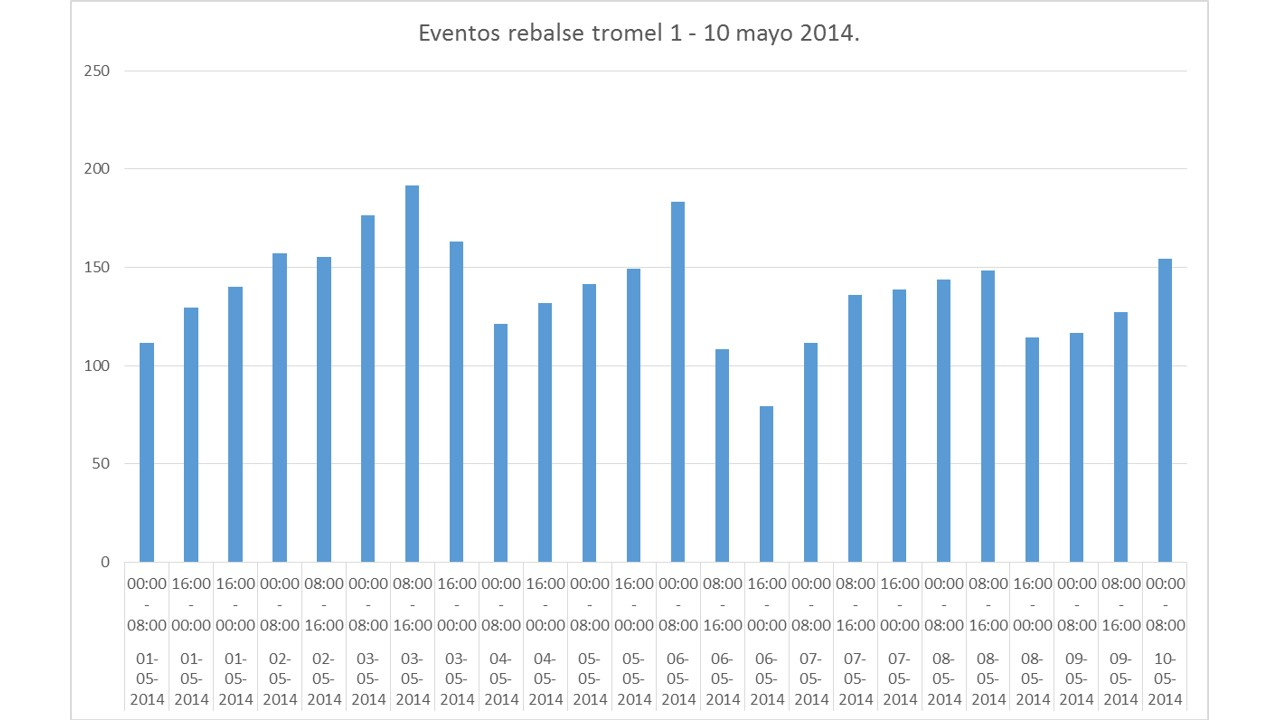 Eventos rebalse tromel 1 - 10 mayo 2014.
250
200
150
100
50
0
00:00 16:00 16:00 00:00 08:00 00:00 08:00 16:00 00:00 16:00 00:00 16:00 00:00 08:00 16:00 00:00 08:00 16:00 00:00 08:00 16:00 00:00 08:00 00:00
- - - - - - - - - - - - - - - - - - - - - - - -
08:00 00:00 00:00 08:00 16:00 08:00 16:00 00:00 08:00 00:00 08:00 00:00 08:00 16:00 00:00 08:00 16:00 00:00 08:00 16:00 00:00 08:00 16:00 08:00
01- 01- 01- 02- 02- 03- 03- 03- 04- 04- 05- 05- 06- 06- 06- 07- 07- 07- 08- 08- 08- 09- 09- 10-
05- 05- 05- 05- 05- 05- 05- 05- 05- 05- 05- 05- 05- 05- 05- 05- 05- 05- 05- 05- 05- 05- 05- 05-
2014 2014 2014 2014 2014 2014 2014 2014 2014 2014 2014 2014 2014 2014 2014 2014 2014 2014 2014 2014 2014 2014 2014 2014